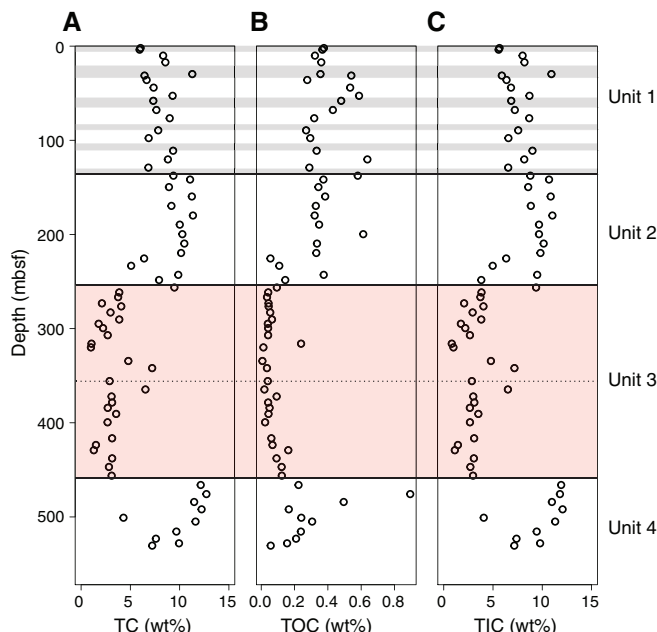 A B C
0
100
200
300
400
500
Depth (mbsf)
Unit 1
Unit 2
Unit 3
Unit 4
0 5 10 15
0.0 0.2 0.4 0.6 0.8
0 5 10 15
TC (wt%) TOC (wt%) TIC (wt%)